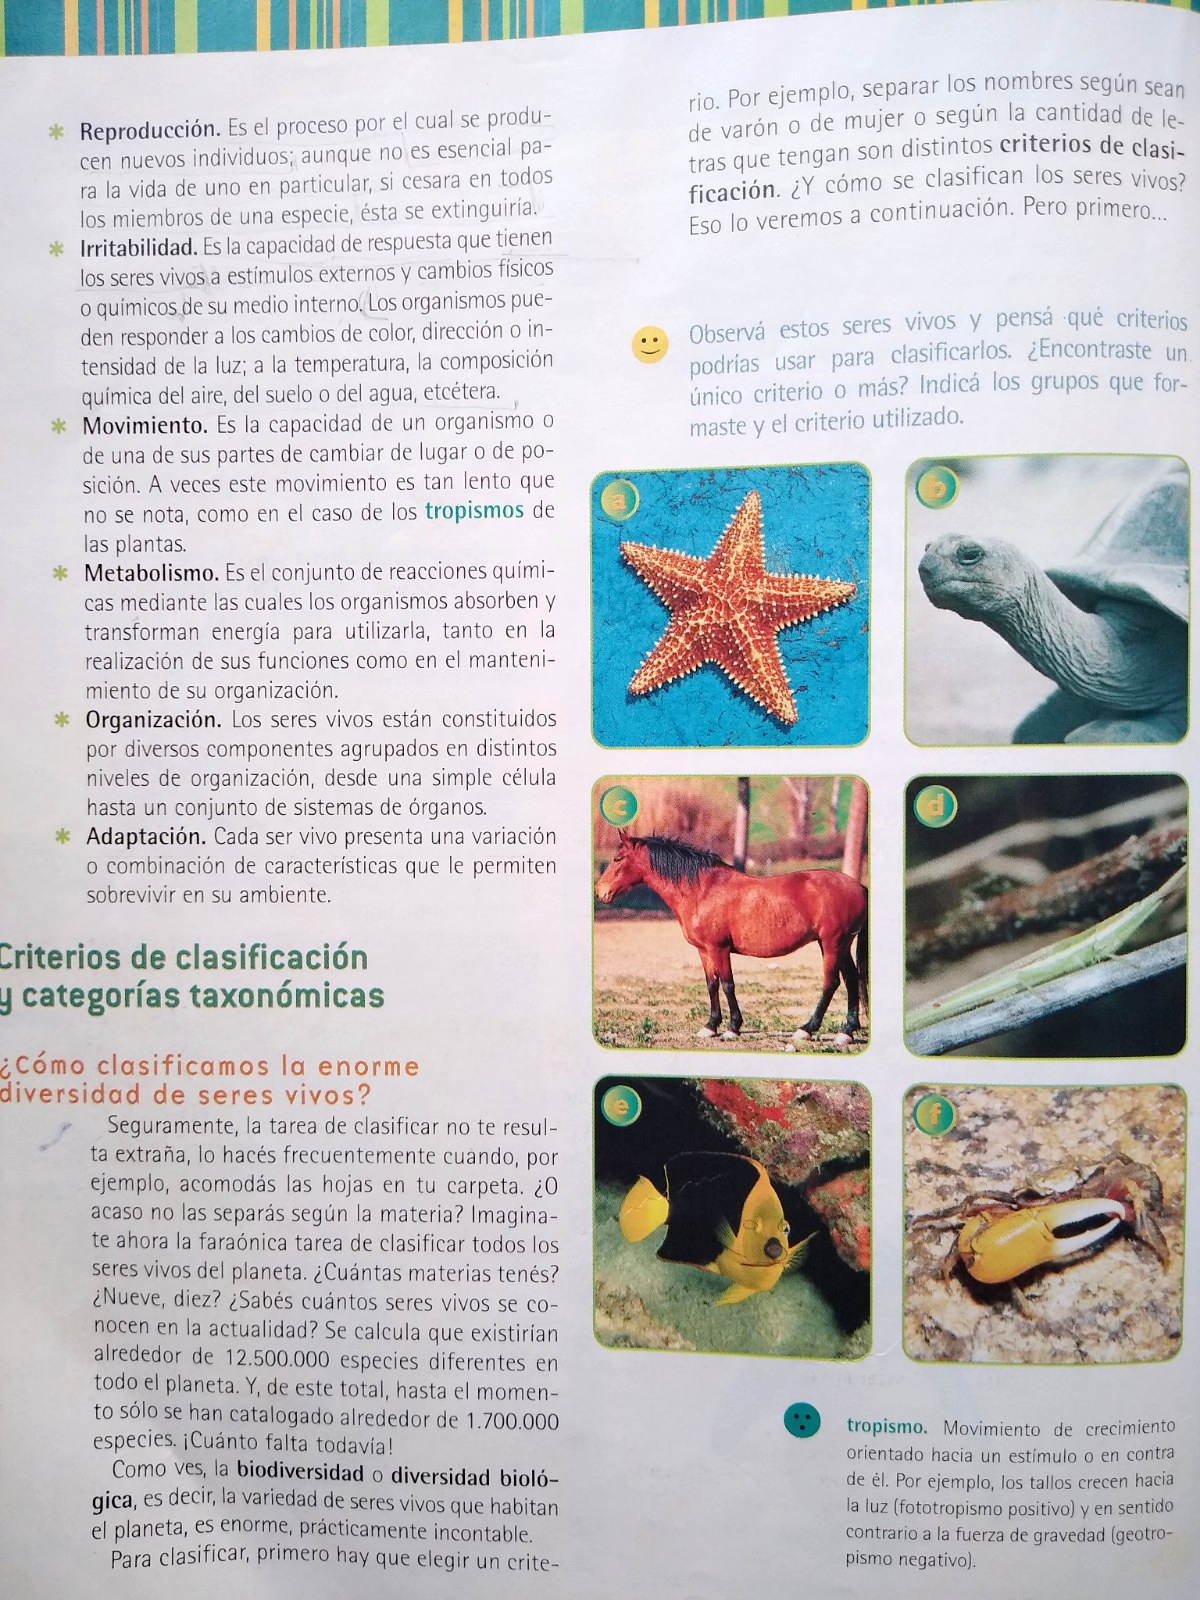 * Reproducción. Es el proceso por el cual se produ-
cen nuevos individuos; aunque no es esencial pa-
ra la vida de uno en particular, si cesara en todos
los miembros de una especie, ésta se extinguiría.
* Irritabilidad. Es la capacidad de respuesta que tienen
los seres vivos a estímulos externos y cambios físicos
o químicos de su medio interno. Los organismos pue-
den responder a los cambios de color, dirección o in-
tensidad de la luz; a la temperatura, la composición
química del aire, del suelo o del agua, etcétera.
* Movimiento. Es la capacidad de un organismo o
de una de sus partes de cambiar de lugar o de po-
sición. A veces este movimiento es tan lento que
no se nota, como en el caso de los tropismos de
las plantas.
* Metabolismo. Es el conjunto de reacciones quími-
cas mediante las cuales los organismos absorben y
transforman energía para utilizarla, tanto en la
realización de sus funciones como en el manteni-
miento de su organización.
* Organización. Los seres vivos están constituidos
por diversos componentes agrupados en distintos
niveles de organización, desde una simple célula
hasta un conjunto de sistemas de órganos.
* Adaptación. Cada ser vivo presenta una variación
o combinación de características que le permiten
sobrevivir en su ambiente.
Criterios de clasificación
y categorías taxonómicas
¿Cómo clasificamos la enorme
diversidad de seres vivos?
Seguramente, la tarea de clasificar no te resul-
ta extraña, lo hacés frecuentemente cuando, por
ejemplo, acomodás las hojas en tu carpeta. ¿O
acaso no las separás según la materia? Imagina-
te ahora la faraónica tarea de clasificar todos los
seres vivos del planeta. ¿Cuántas materias tenés?
¿Nueve, diez? ¿Sabés cuántos seres vivos se co-
nocen en la actualidad? Se calcula que existirían
alrededor de 12.500.000 especies diferentes en
todo el planeta. Y, de este total, hasta el momen-
to sólo se han catalogado alrededor de 1.700.000
especies. ¡Cuánto falta todavía!
Como ves, la biodiversidad o diversidad bioló-
gica, es decir, la variedad de seres vivos que habitan
el planeta, es enorme, prácticamente incontable.
Para clasificar, primero hay que elegir un crite-
rio. Por ejemplo, separar los nombres según sean
de varón o de mujer o según la cantidad de le-
tras que tengan son distintos criterios de clasi-
ficación. ¿Y cómo se clasifican los seres vivos?
Eso lo veremos a continuación. Pero primero...
Observá estos seres vivos y pensá qué criterios
podrías usar para clasificarlos. ¿Encontraste un
único criterio o más? Indicá los grupos que for-
maste y el criterio utilizado.
a
b
c
d
e
f
tropismo. Movimiento de crecimiento
orientado hacia un estímulo o en contra
de él. Por ejemplo, los tallos crecen hacia
la luz (fototropismo positivo) y en sentido
contrario a la fuerza de gravedad (geotro-
pismo negativo).